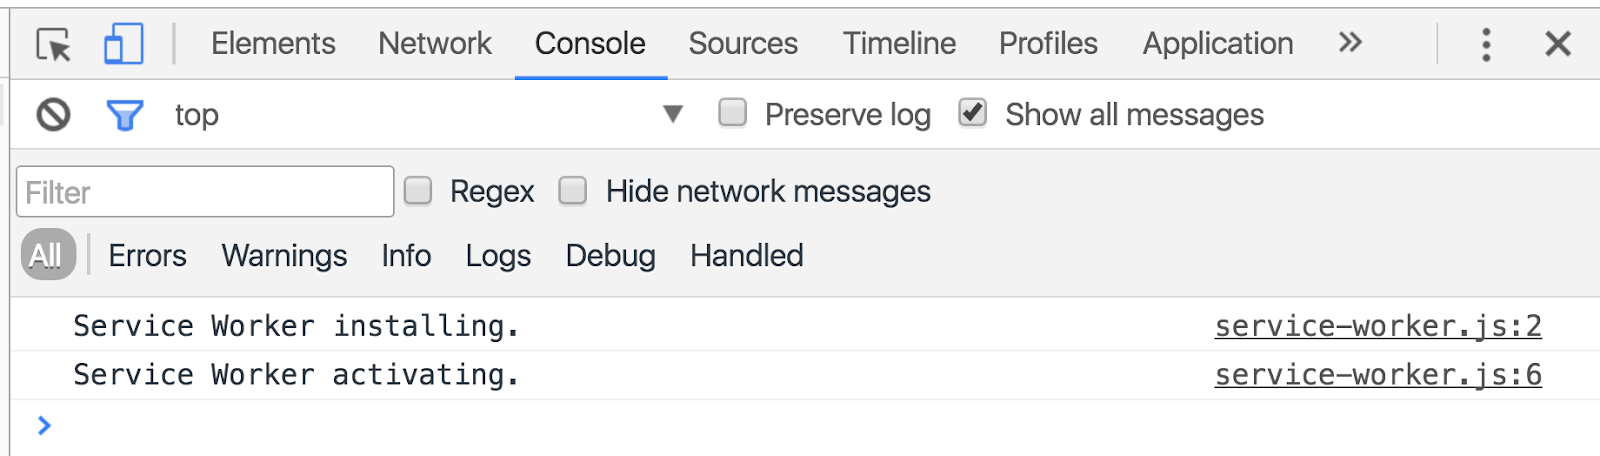 Elements Network Console Sources Timeline Profiles Application
top Preserve log Show all messages
Filter Regex Hide network messages
All Errors Warnings Info Logs Debug Handled
Service Worker installing. service-worker.js:2
Service Worker activating. service-worker.js:6